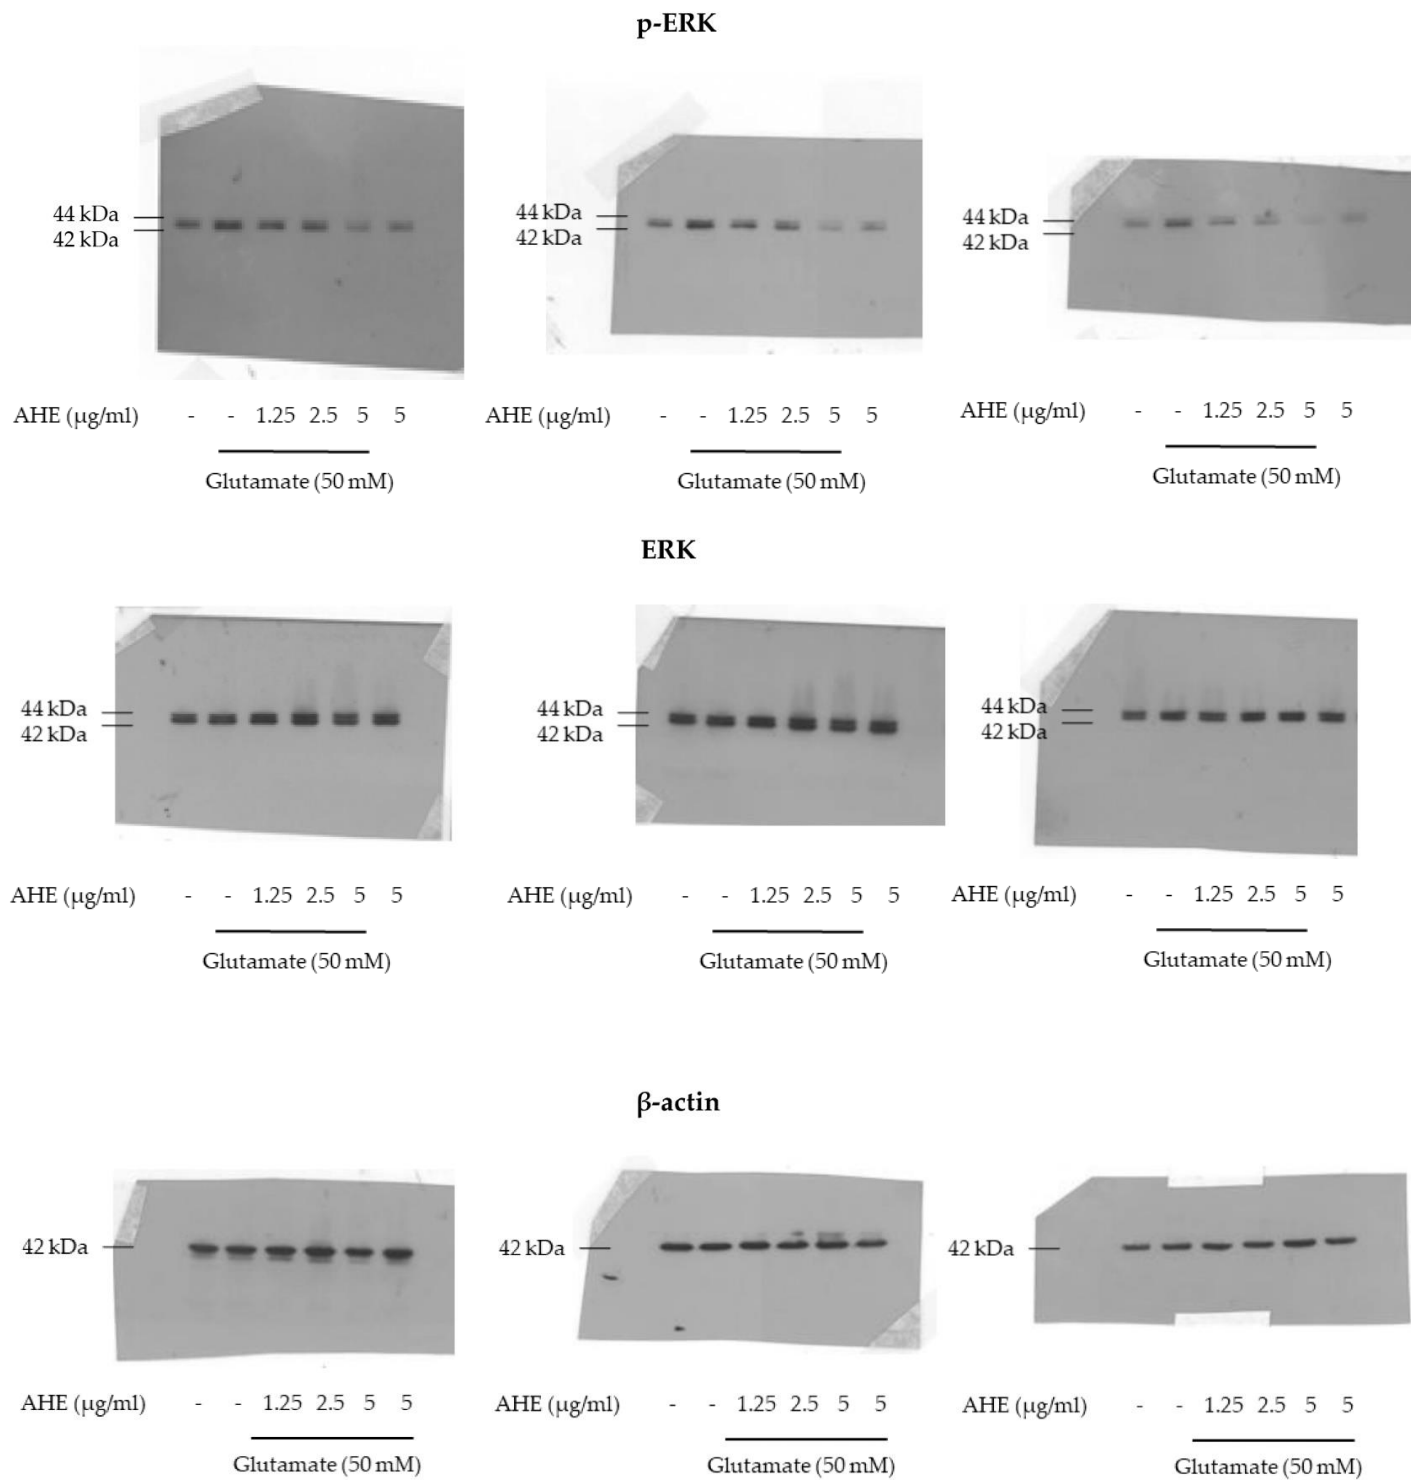 p-ERK
44 kDa
42 kDa
44 kDa
42 kDa
44 kDa
42 kDa
AHE (μg/ml) - - 1.25 2.5 5 5
Glutamate (50 mM)
AHE (μg/ml) - - 1.25 2.5 5 5
Glutamate (50 mM)
AHE (μg/ml) - - 1.25 2.5 5 5
Glutamate (50 mM)
ERK
44 kDa
42 kDa
44 kDa
42 kDa
44 kDa
42 kDa
AHE (μg/ml) - - 1.25 2.5 5 5
Glutamate (50 mM)
AHE (μg/ml) - - 1.25 2.5 5 5
Glutamate (50 mM)
AHE (μg/ml) - - 1.25 2.5 5 5
Glutamate (50 mM)
β-actin
42 kDa
42 kDa
42 kDa
AHE (μg/ml) - - 1.25 2.5 5 5
Glutamate (50 mM)
AHE (μg/ml) - - 1.25 2.5 5 5
Glutamate (50 mM)
AHE (μg/ml) - - 1.25 2.5 5 5
Glutamate (50 mM)